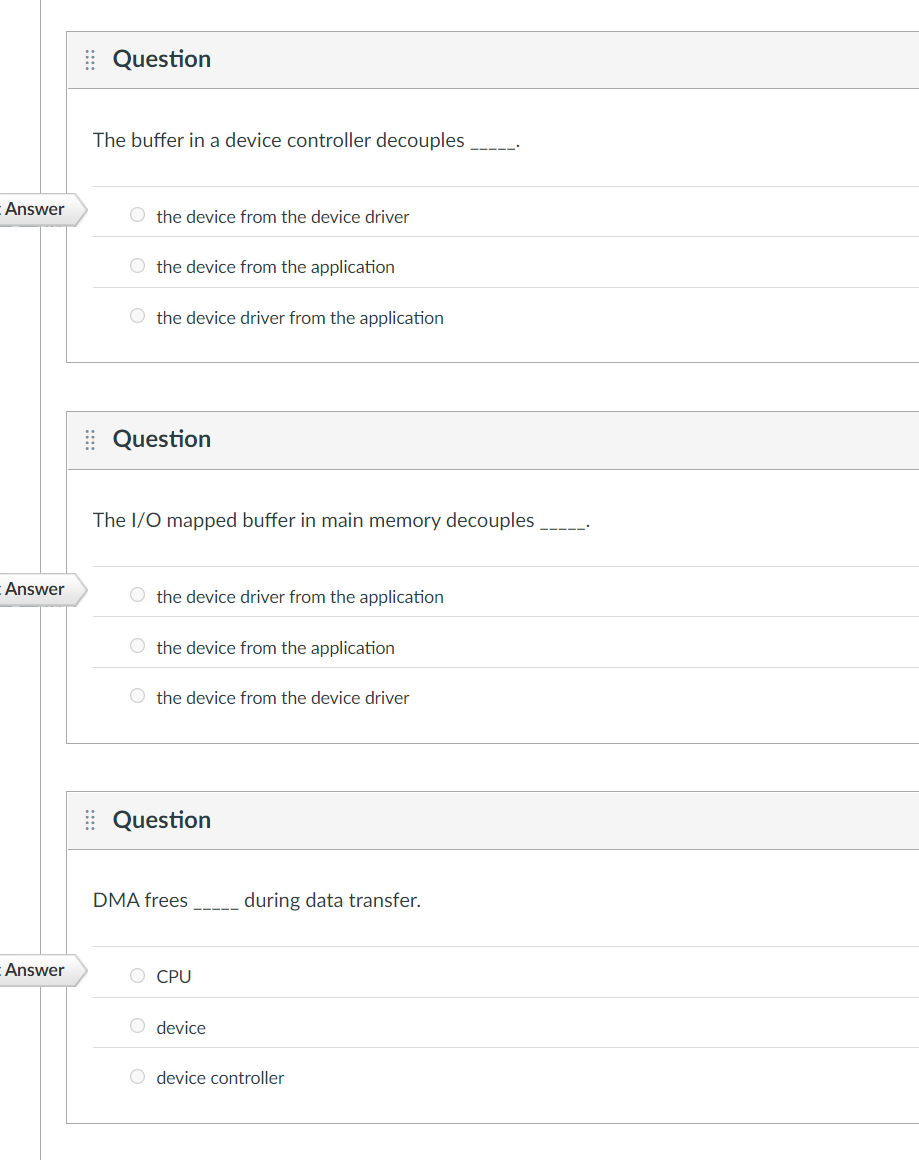 Question
The buffer in a device controller decouples _____.
Answer
the device from the device driver
the device from the application
the device driver from the application
Question
The I/O mapped buffer in main memory decouples _____.
Answer
the device driver from the application
the device from the application
the device from the device driver
Question
DMA frees _____ during data transfer.
Answer
CPU
device
device controller